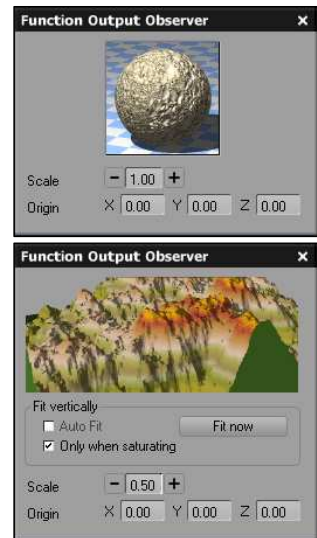 Function Output Observer ×
Scale − 1.00 +
Origin X 0.00 Y 0.00 Z 0.00
Function Output Observer ×
Fit vertically
Auto Fit Fit now
Only when saturating
Scale − 0.50 +
Origin X 0.00 Y 0.00 Z 0.00